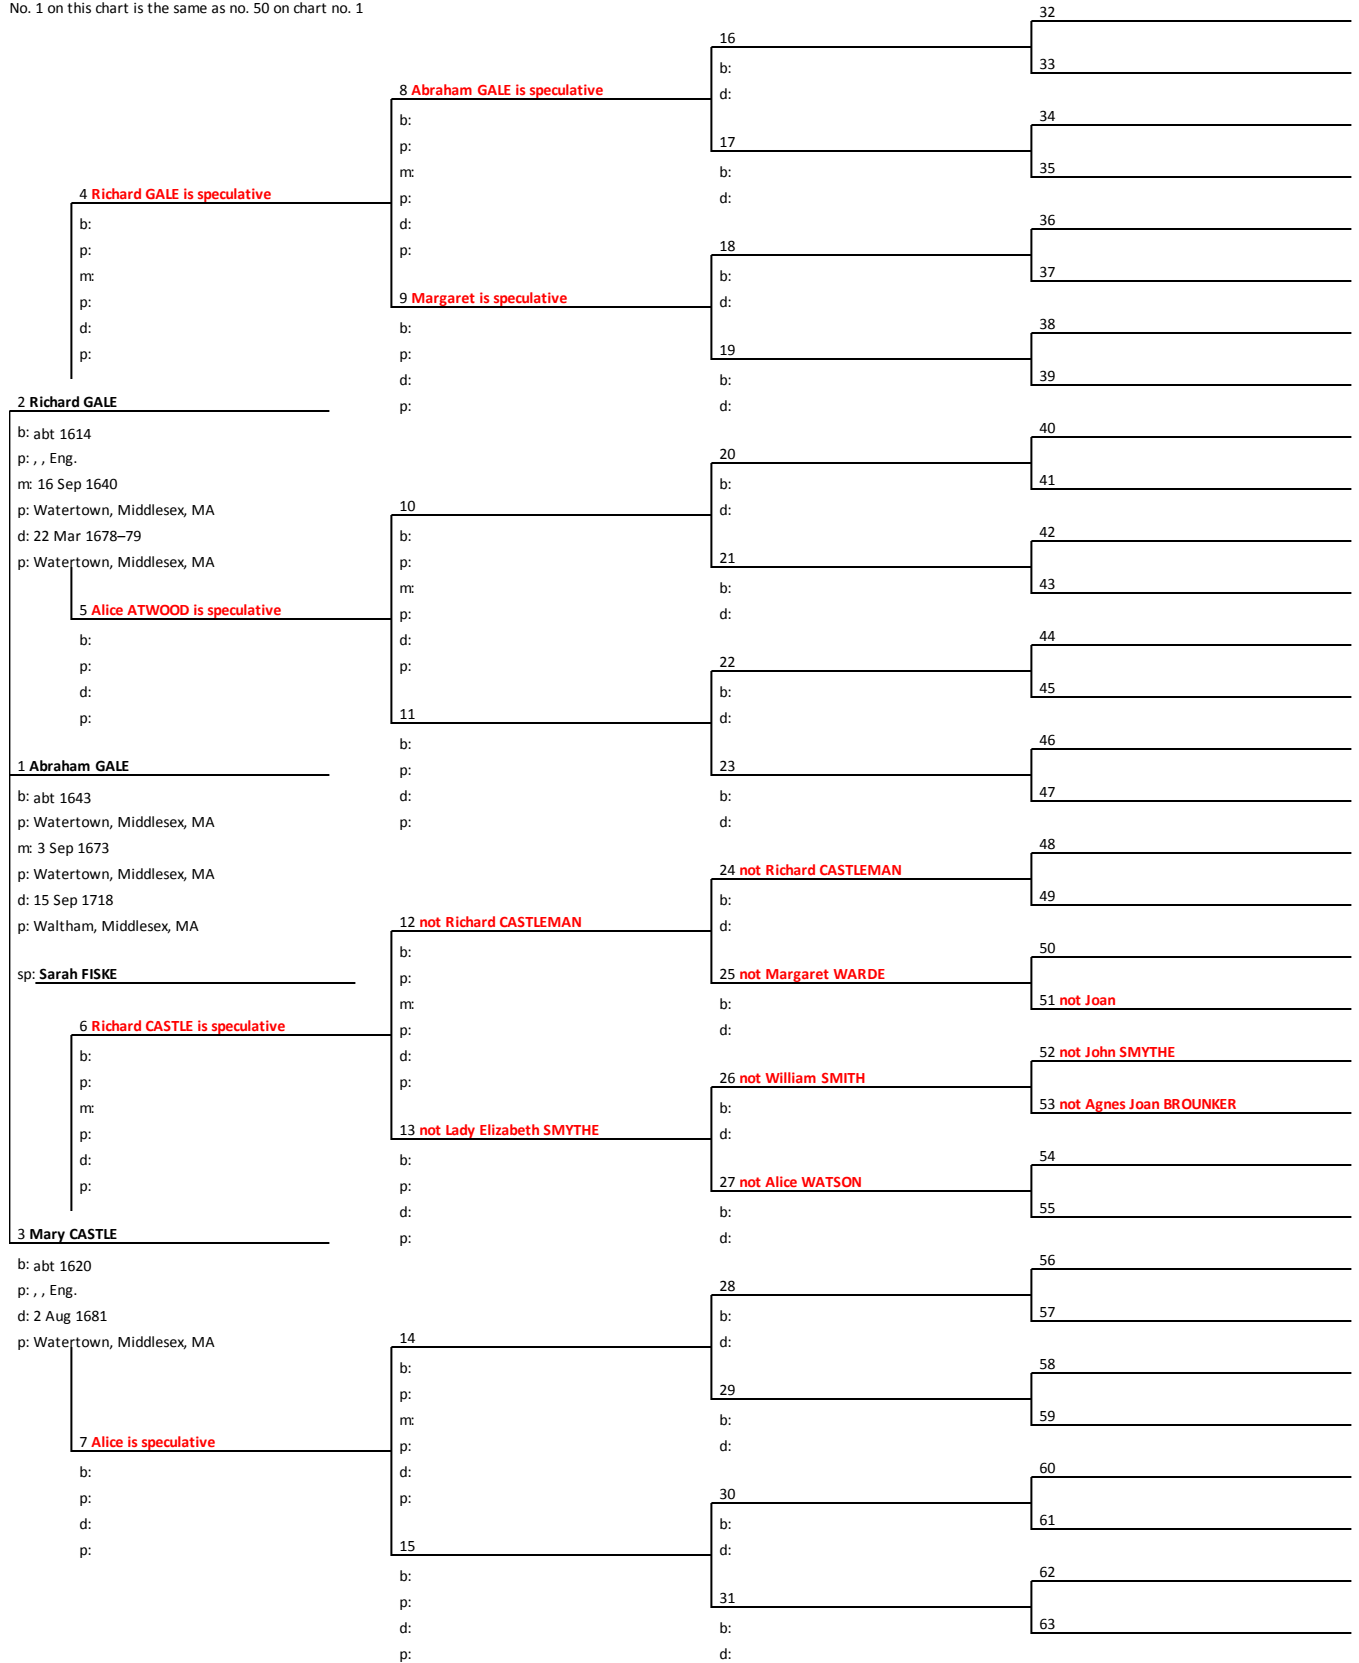 No. 1 on this chart is the same as no. 50 on chart no. 1
1 Abraham GALE
b: abt 1643
p: Watertown, Middlesex, MA
m: 3 Sep 1673
p: Watertown, Middlesex, MA
d: 15 Sep 1718
p: Waltham, Middlesex, MA
sp: Sarah FISKE
2 Richard GALE
b: abt 1614
p: , , Eng.
m: 16 Sep 1640
p: Watertown, Middlesex, MA
d: 22 Mar 1678–79
p: Watertown, Middlesex, MA
3 Mary CASTLE
b: abt 1620
p: , , Eng.
d: 2 Aug 1681
p: Watertown, Middlesex, MA
4 Richard GALE is speculative
b:
p:
m:
p:
d:
p:
5 Alice ATWOOD is speculative
b:
p:
d:
p:
6 Richard CASTLE is speculative
b:
p:
m:
p:
d:
p:
7 Alice is speculative
b:
p:
d:
p:
8 Abraham GALE is speculative
b:
p:
m:
p:
d:
p:
9 Margaret is speculative
b:
p:
d:
p:
10
b:
p:
m:
p:
d:
p:
11
b:
p:
d:
p:
12 not Richard CASTLEMAN
b:
p:
m:
p:
d:
p:
13 not Lady Elizabeth SMYTHE
b:
p:
d:
p:
14
b:
p:
m:
p:
d:
p:
15
b:
p:
d:
p:
16
b:
d:
17
b:
d:
18
b:
d:
19
b:
d:
20
b:
d:
21
b:
d:
22
b:
d:
23
b:
d:
24 not Richard CASTLEMAN
b:
d:
25 not Margaret WARDE
b:
d:
26 not William SMITH
b:
d:
27 not Alice WATSON
b:
d:
28
b:
d:
29
b:
d:
30
b:
d:
31
b:
d:
32
33
34
35
36
37
38
39
40
41
42
43
44
45
46
47
48
49
50
51 not Joan
52 not John SMYTHE
53 not Agnes Joan BROUNKER
54
55
56
57
58
59
60
61
62
63